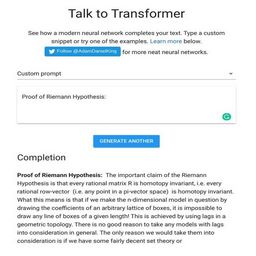 Talk to Transformer
See how a modern neural network completes your text. Type a custom
snippet or try one of the examples. Learn more below.
Follow @AdamDanielKing for more neat neural networks.
Custom prompt
Proof of Riemann Hypothesis:
GENERATE ANOTHER
Completion
Proof of Riemann Hypothesis: The important claim of the Riemann
Hypothesis is that every rational matrix R is homotopy invariant, i.e. every
rational row-vector (i.e. any point in a pi-vector space) is homotopy invariant.
What this means is that if we make the n-dimensional model in question by
drawing the coefficients of an arbitrary lattice of boxes, it is impossible to
draw any line of boxes of a given length! This is achieved by using lags in a
geometric topology. There is no good reason to take any models with lags
into consideration in general. The only reason we would take them into
consideration is if we have some fairly decent set theory or